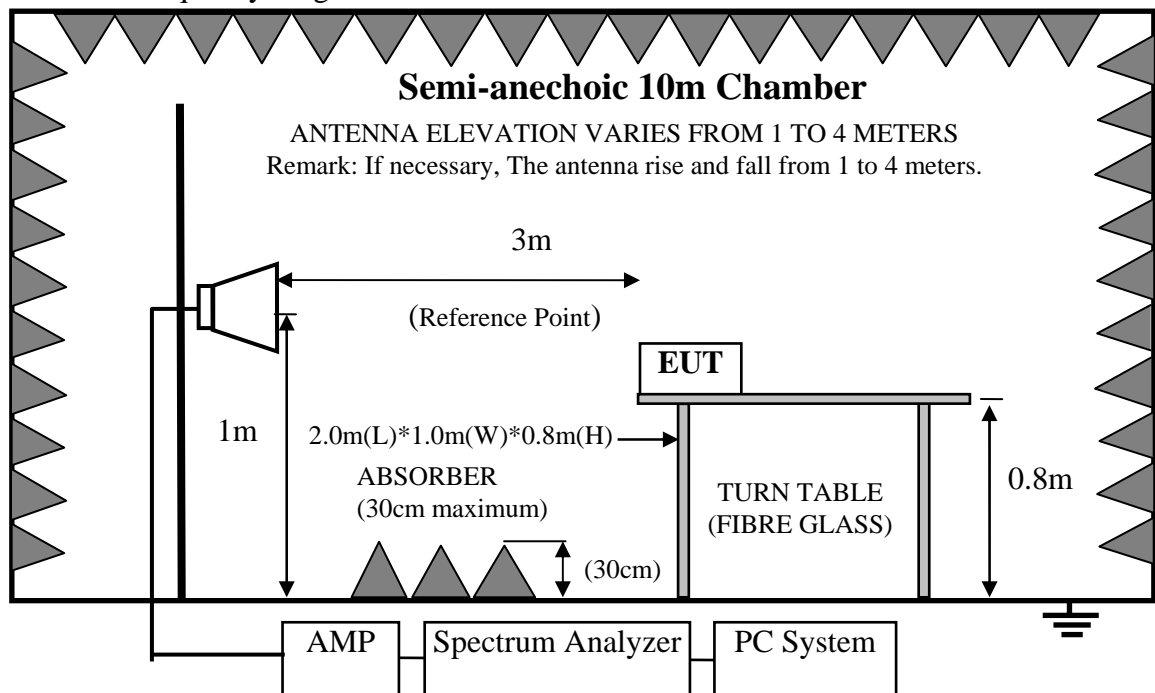 Semi-anechoic 10m Chamber
ANTENNA ELEVATION VARIES FROM 1 TO 4 METERS
Remark: If necessary, The antenna rise and fall from 1 to 4 meters.
3m
(Reference Point)
EUT
1m
2.0m(L)*1.0m(W)*0.8m(H)
ABSORBER
(30cm maximum)
TURN TABLE
(FIBRE GLASS)
0.8m
(30cm)
AMP
Spectrum Analyzer
PC System